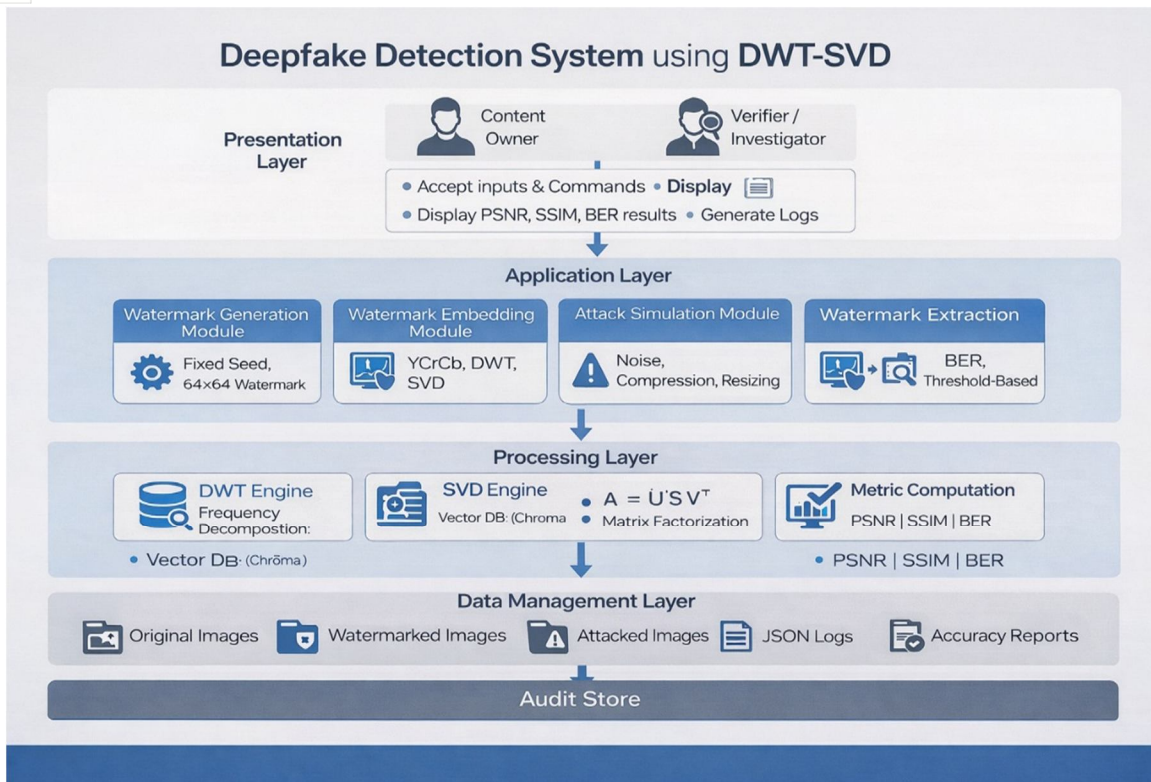 Deepfake Detection System using DWT-SVD
Presentation
Layer
Content
Owner
Verifier /
Investigator
• Accept inputs & Commands • Display
• Display PSNR, SSIM, BER results • Generate Logs
Application Layer
Watermark Generation
Module
Fixed Seed,
64×64 Watermark
Watermark Embedding
Module
YCrCb, DWT,
SVD
Attack Simulation Module
Noise,
Compression, Resizing
Watermark Extraction
BER,
Threshold-Based
Processing Layer
DWT Engine
Frequency
Decompostion:
• Vector DB· (Chrōma)
SVD Engine
Vector DB: (Chroma
• A = U'S Vᵀ
• Matrix Factorization
Metric Computation
PSNR | SSIM | BER
• PSNR | SSIM | BER
Data Management Layer
Original Images
Watermarked Images
Attacked Images
JSON Logs
Accuracy Reports
Audit Store